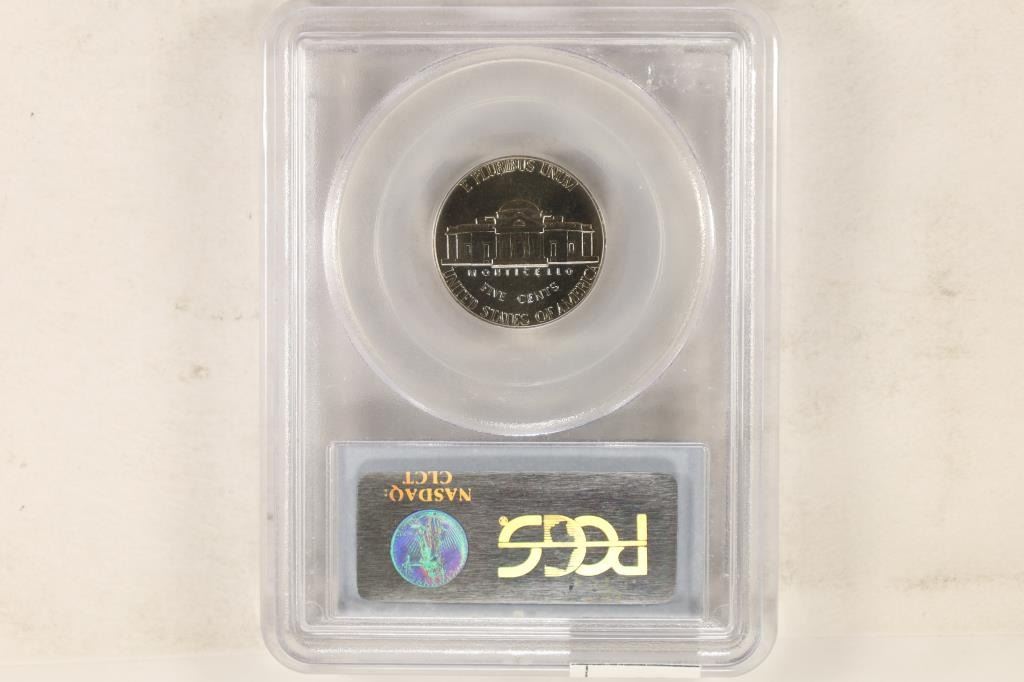 E PLURIBUS UNUM
MONTICELLO
FIVE CENTS
UNITED STATES OF AMERICA
NASDAQ:
CLCT
PCGS